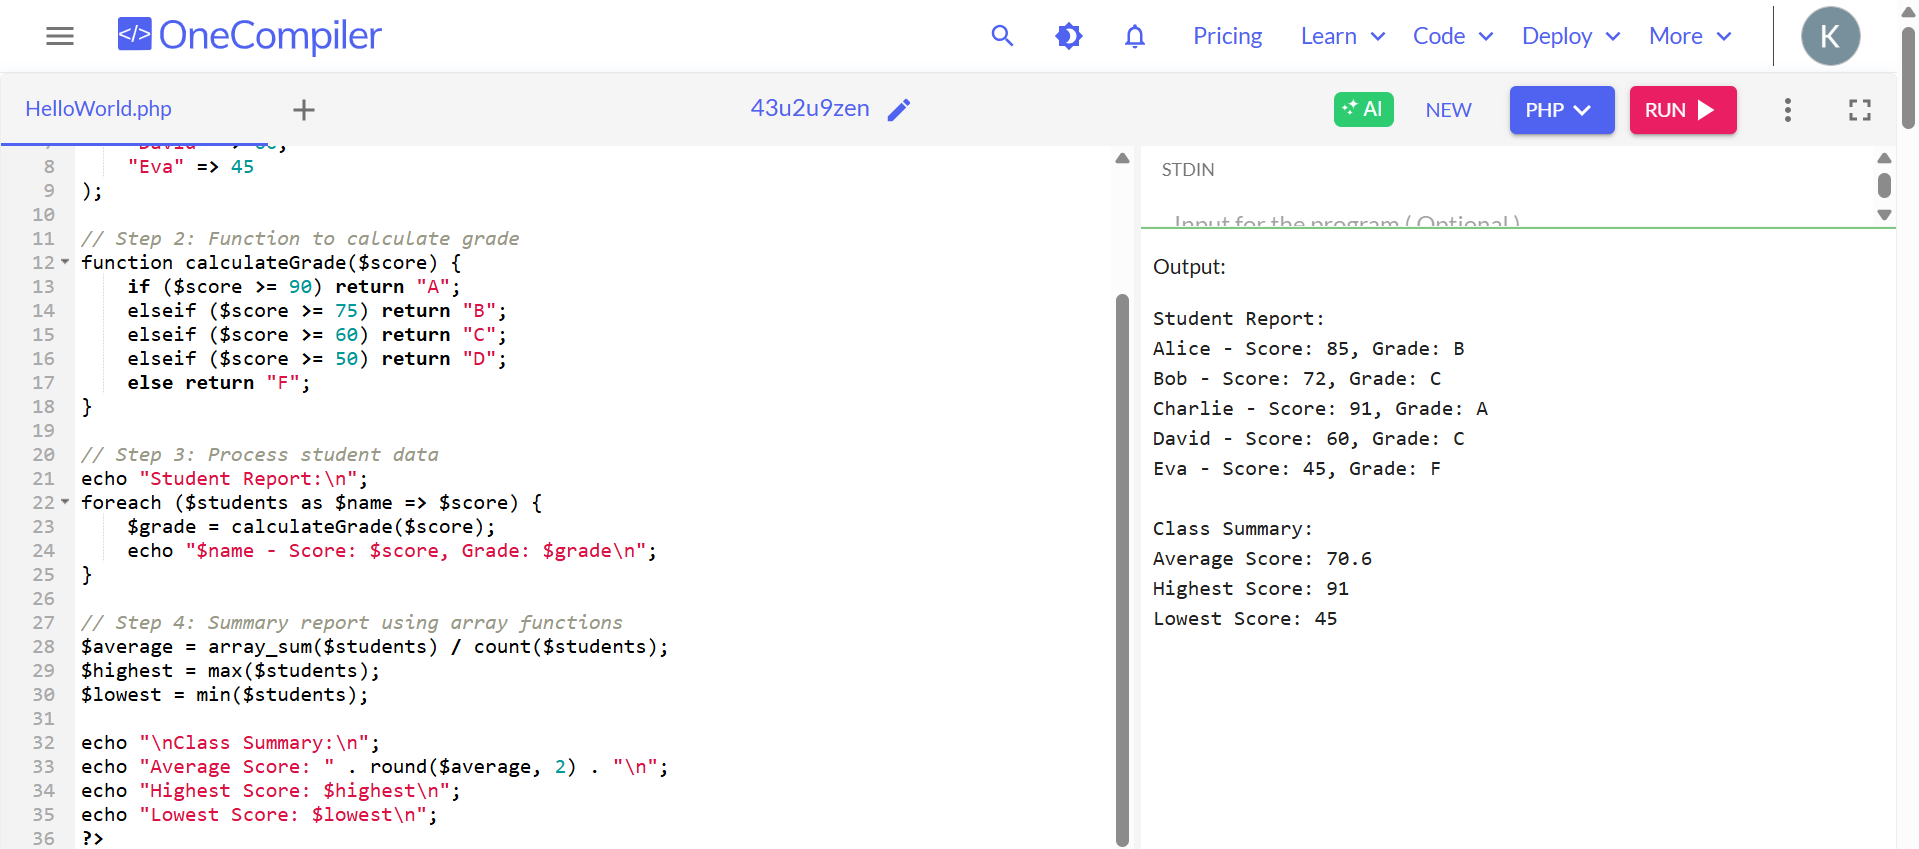 </> OneCompiler
Pricing Learn Code Deploy More K
HelloWorld.php + 43u2u9zen AI NEW PHP RUN
8 "Eva" => 45
9 );
10
11 // Step 2: Function to calculate grade
12 function calculateGrade($score) {
13 if ($score >= 90) return "A";
14 elseif ($score >= 75) return "B";
15 elseif ($score >= 60) return "C";
16 elseif ($score >= 50) return "D";
17 else return "F";
18 }
19
20 // Step 3: Process student data
21 echo "Student Report:\n";
22 foreach ($students as $name => $score) {
23 $grade = calculateGrade($score);
24 echo "$name - Score: $score, Grade: $grade\n";
25 }
26
27 // Step 4: Summary report using array functions
28 $average = array_sum($students) / count($students);
29 $highest = max($students);
30 $lowest = min($students);
31
32 echo "\nClass Summary:\n";
33 echo "Average Score: " . round($average, 2) . "\n";
34 echo "Highest Score: $highest\n";
35 echo "Lowest Score: $lowest\n";
36 ?>
STDIN
Input for the program ( Optional )
Output:
Student Report:
Alice - Score: 85, Grade: B
Bob - Score: 72, Grade: C
Charlie - Score: 91, Grade: A
David - Score: 60, Grade: C
Eva - Score: 45, Grade: F
Class Summary:
Average Score: 70.6
Highest Score: 91
Lowest Score: 45